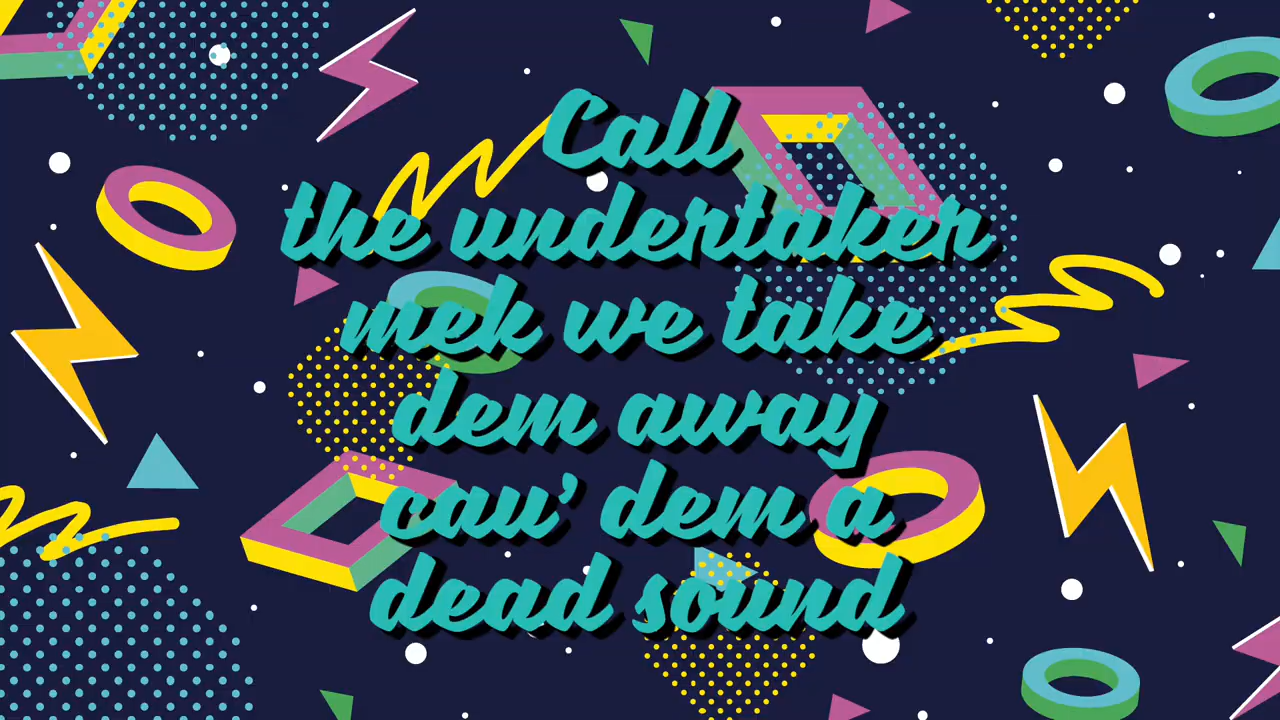 Call
the undertaker
mek we take
dem away
cau' dem a
dead sound